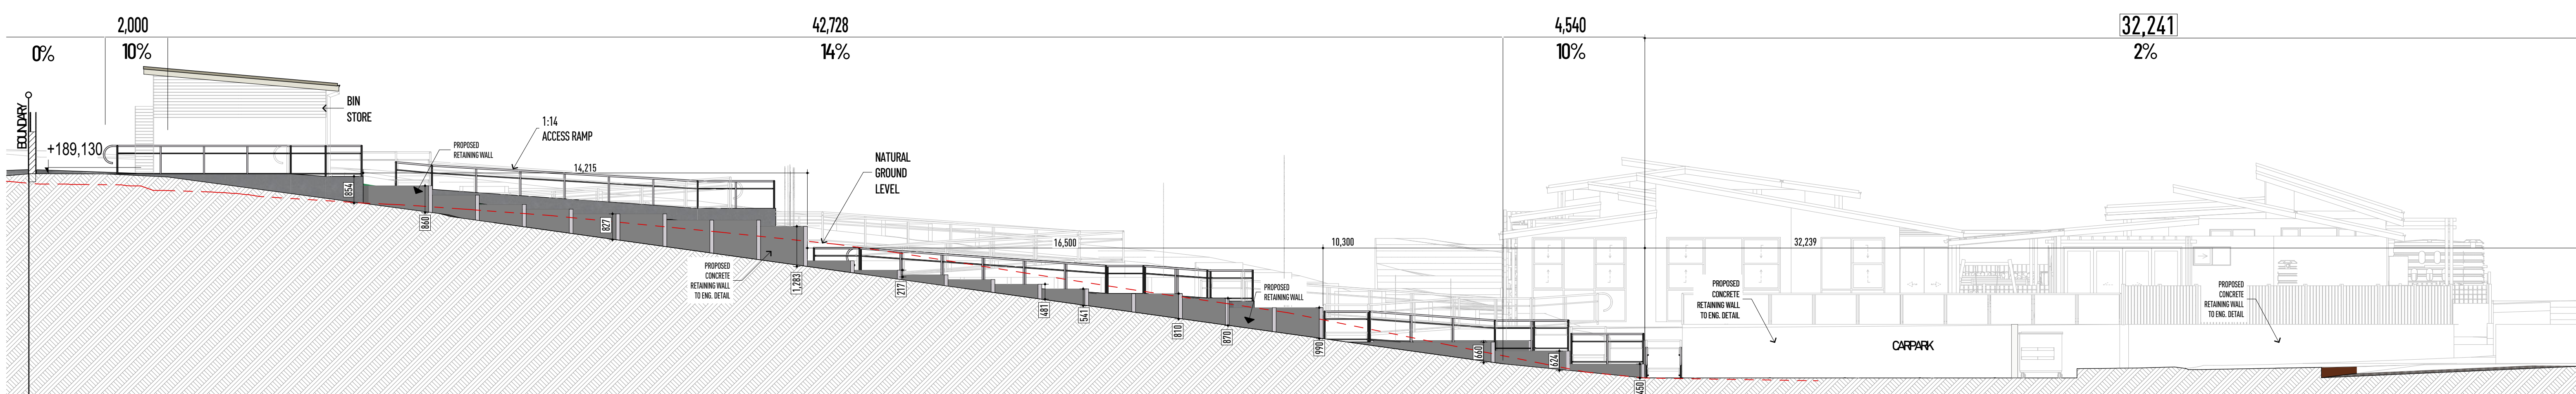 2,000
42,728
4,540
32,241
0%
10%
14%
10%
2%
BOUNDARY
+189,130
BIN
STORE
1:14
ACCESS RAMP
PROPOSED
RETAINING WALL
14,215
NATURAL
GROUND
LEVEL
854
860
827
PROPOSED
CONCRETE
RETAINING WALL
TO ENG. DETAIL
1,283
16,500
10,300
32,239
217
481
541
810
870
PROPOSED
RETAINING WALL
990
660
624
450
PROPOSED
CONCRETE
RETAINING WALL
TO ENG. DETAIL
CARPARK
PROPOSED
CONCRETE
RETAINING WALL
TO ENG. DETAIL